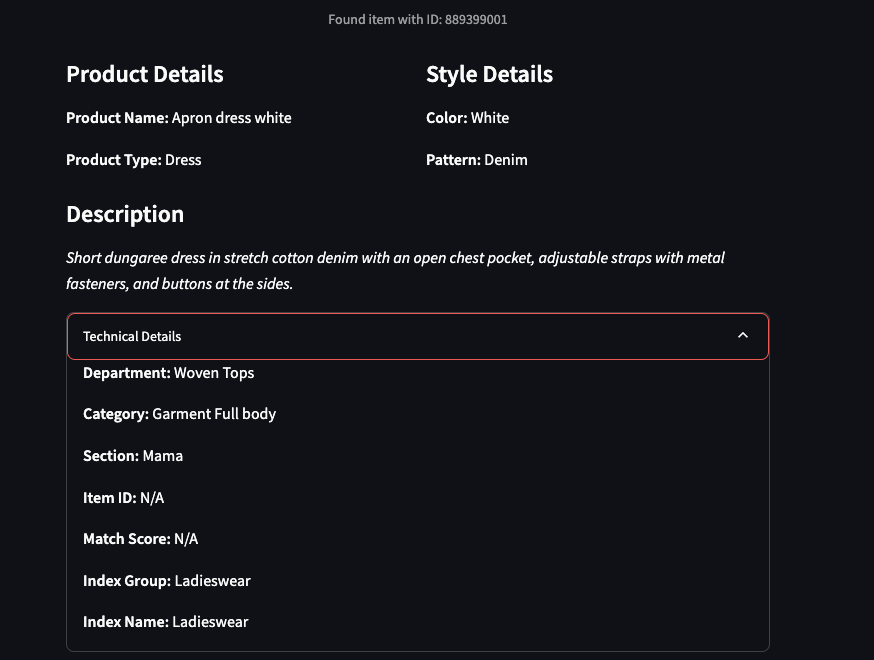 Found item with ID: 889399001
Product Details
Style Details
Product Name: Apron dress white
Color: White
Product Type: Dress
Pattern: Denim
Description
Short dungaree dress in stretch cotton denim with an open chest pocket, adjustable straps with metal
fasteners, and buttons at the sides.
Technical Details
Department: Woven Tops
Category: Garment Full body
Section: Mama
Item ID: N/A
Match Score: N/A
Index Group: Ladieswear
Index Name: Ladieswear